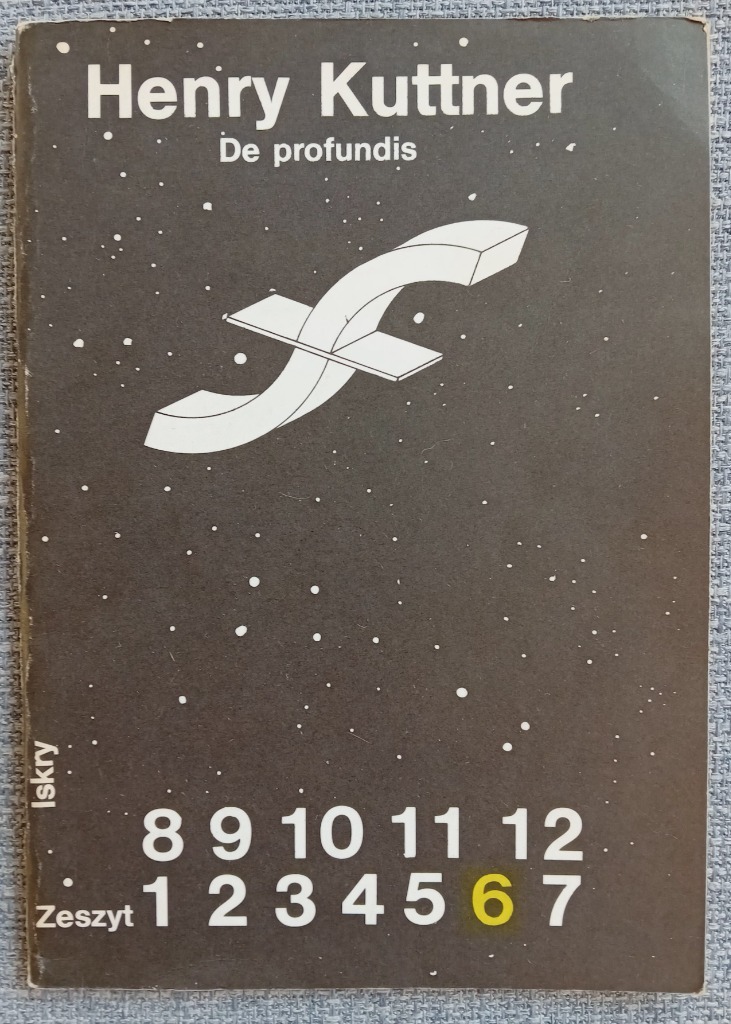 Henry Kuttner
De profundis
Iskry
8 9 10 11 12
Zeszyt 1 2 3 4 5 6 7